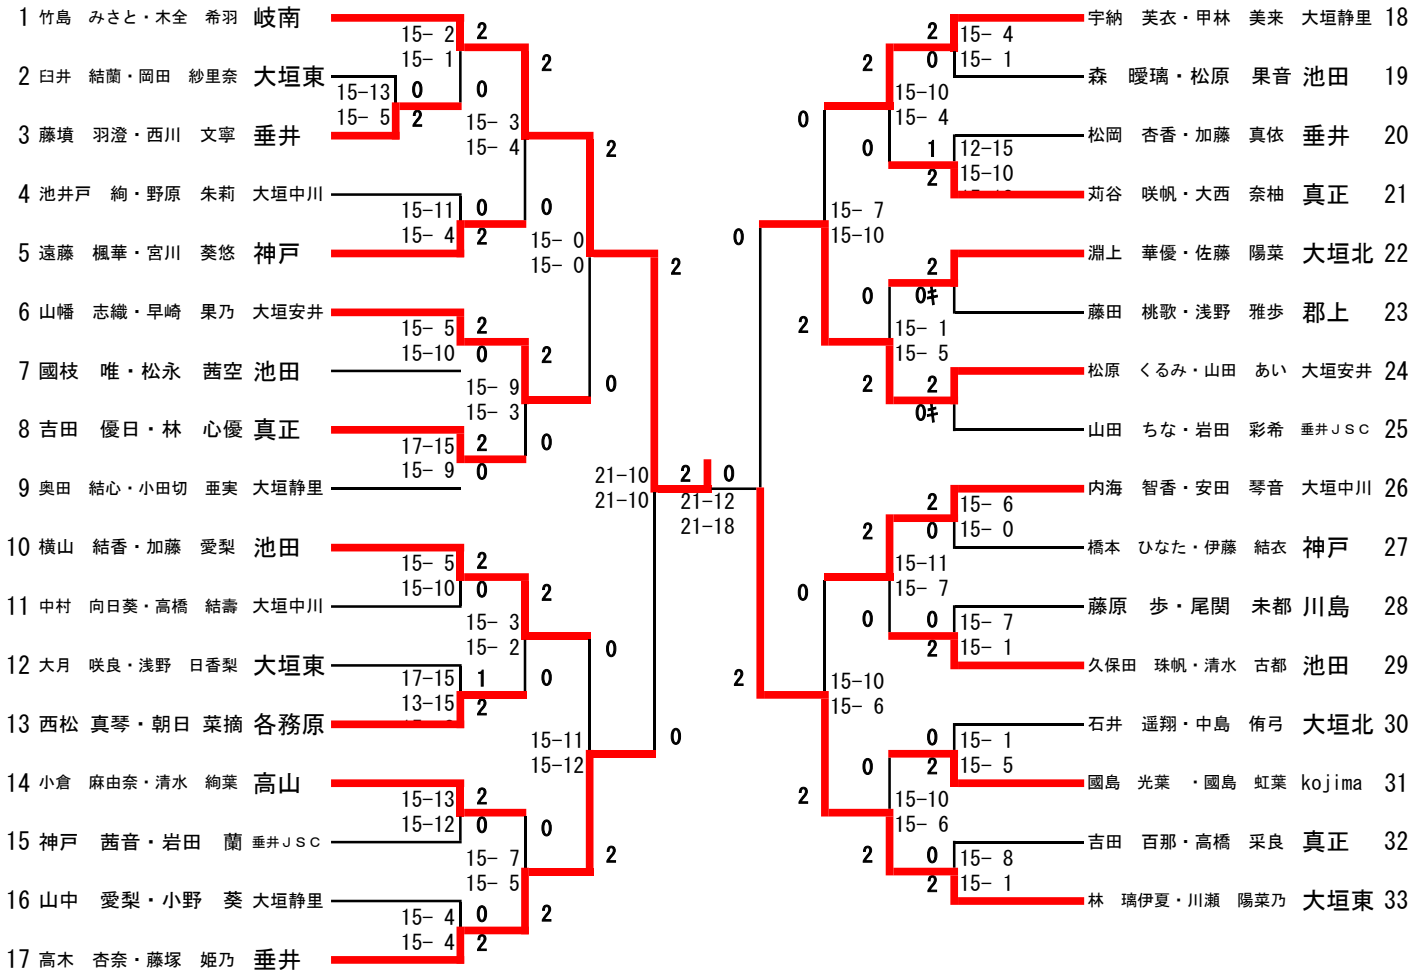 1 竹島　みさと・木全　希羽 岐南
2 臼井　結蘭・岡田　紗里奈 大垣東
3 藤墳　羽澄・西川　文寧 垂井
4 池井戸　絢・野原　朱莉 大垣中川
5 遠藤　楓華・宮川　葵悠 神戸
6 山幡　志織・早崎　果乃 大垣安井
7 國枝　唯・松永　茜空 池田
8 吉田　優日・林　心優 真正
9 奥田　結心・小田切　亜実 大垣静里
10 横山　結香・加藤　愛梨 池田
11 中村　向日葵・高橋　結壽 大垣中川
12 大月　咲良・浅野　日香梨 大垣東
13 西松 真琴・朝日 菜摘 各務原
14 小倉　麻由奈・清水　絢葉 高山
15 神戸　茜音・岩田　蘭 垂井ＪＳＣ
16 山中　愛梨・小野　葵 大垣静里
17 高木　杏奈・藤塚　姫乃 垂井
15-13 0
15- 5 2
15- 2 2
15- 1 0
15-11 0
15- 4 2
15- 5 2
15-10 0
17-15 2
15- 9 0
15- 5 2
15-10 0
17-15 1
13-15 2
15-13 2
15-12 0
15- 4 0
15- 4 2
2
15- 3
15- 4
0
2
15- 9
15- 3
0
2
15- 3
15- 2
0
0
15- 7
15- 5
2
2
15- 0
15- 0
0
0
15-11
15-12
2
2
21-10
21-10
0
2 0
21-12
21-18
0
2
0
15- 7
15-10
2
0
15-10
15- 6
2
2
15-10
15- 4
0
0
15- 1
15- 5
2
2
15-11
15- 7
0
0
15-10
15- 6
2
2 15- 4
0 15- 1
1 12-15
2 15-10
2
0キ
2
0キ
2 15- 6
0 15- 0
0 15- 7
2 15- 1
0 15- 1
2 15- 5
0 15- 8
2 15- 1
宇納　芙衣・甲林　美来 大垣静里 18
森　曖璃・松原　果音 池田 19
松岡　杏香・加藤　真依 垂井 20
苅谷　咲帆・大西　奈柚 真正 21
淵上　華優・佐藤　陽菜 大垣北 22
藤田　桃歌・浅野　雅歩 郡上 23
松原　くるみ・山田　あい 大垣安井 24
山田　ちな・岩田　彩希 垂井ＪＳＣ 25
内海　智香・安田　琴音 大垣中川 26
橋本　ひなた・伊藤　結衣 神戸 27
藤原　歩・尾関　未都 川島 28
久保田　珠帆・清水　古都 池田 29
石井　遥翔・中島　侑弓 大垣北 30
國島　光葉　・國島　虹葉 kojima 31
吉田　百那・高橋　采良 真正 32
林　璃伊夏・川瀬　陽菜乃 大垣東 33